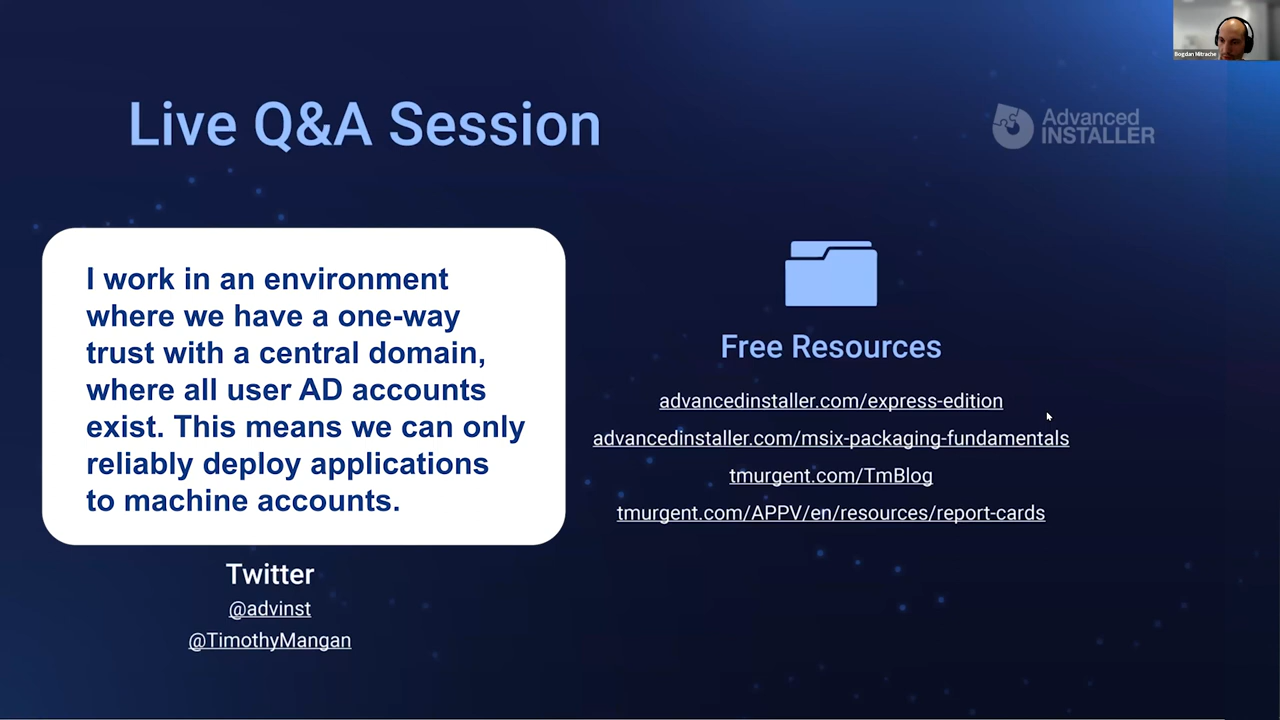 Bogdan Mitrache
Live Q&A Session
Advanced
INSTALLER
I work in an environment
where we have a one-way
trust with a central domain,
where all user AD accounts
exist. This means we can only
reliably deploy applications
to machine accounts.
Twitter
@advinst
@TimothyMangan
Free Resources
advancedinstaller.com/express-edition
advancedinstaller.com/msix-packaging-fundamentals
tmurgent.com/TmBlog
tmurgent.com/APPV/en/resources/report-cards